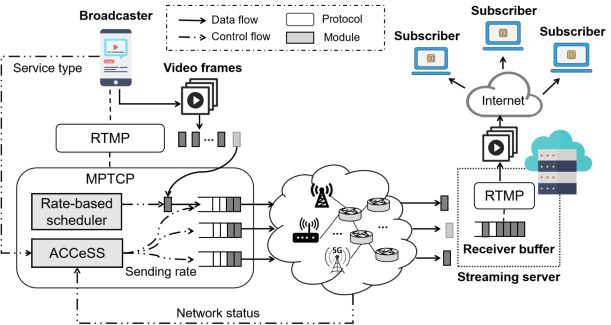 Broadcaster
Data flow
Control flow
Protocol
Module
Subscriber
Subscriber
Subscriber
Service type
Video frames
Internet
RTMP
...
MPTCP
Rate-based
scheduler
ACCeSS
Sending rate
...
...
5G
...
RTMP
Receiver buffer
Streaming server
Network status